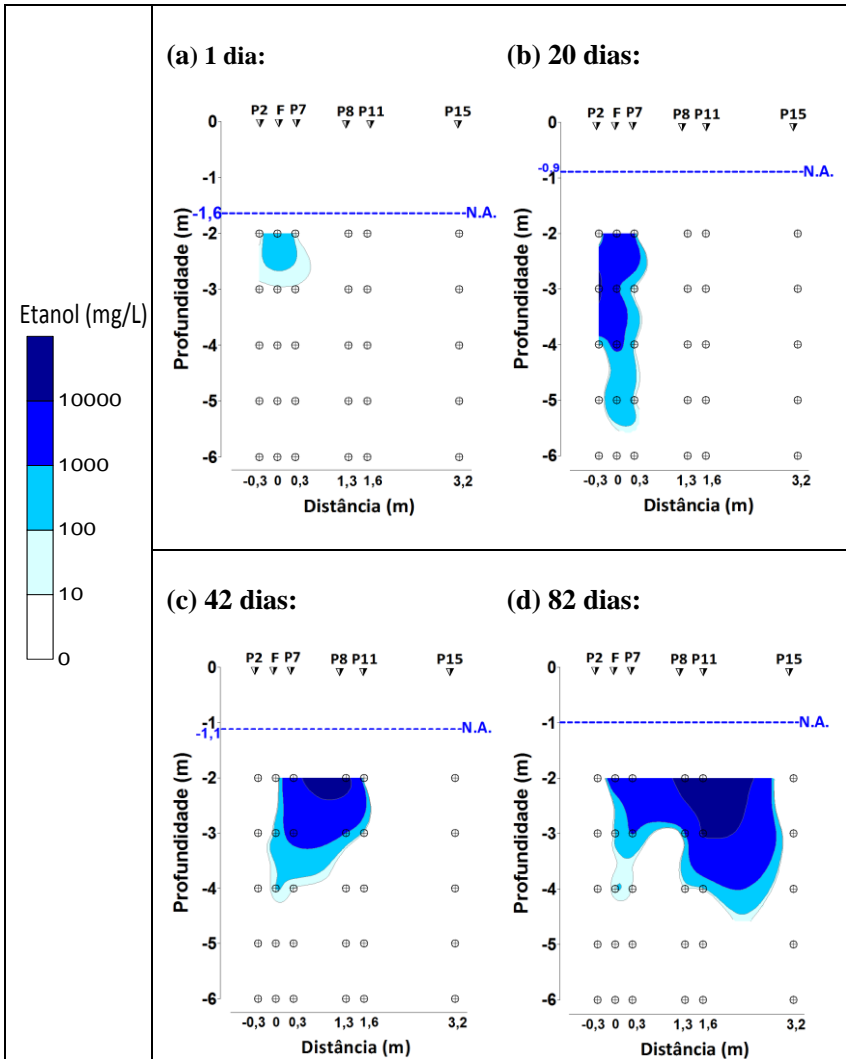 Etanol (mg/L)
10000
1000
100
10
0
(a) 1 dia:
P2 F P7 P8 P11 P15
0
-1
-1,6
N.A.
-2
-3
-4
-5
-6
Profundidade (m)
-0,3 0 0,3 1,3 1,6 3,2
Distância (m)
(b) 20 dias:
P2 F P7 P8 P11 P15
0
-0,9
N.A.
-1
-2
-3
-4
-5
-6
Profundidade (m)
-0,3 0 0,3 1,3 1,6 3,2
Distância (m)
(c) 42 dias:
P2 F P7 P8 P11 P15
0
-1
-1,1
N.A.
-2
-3
-4
-5
-6
Profundidade (m)
-0,3 0 0,3 1,3 1,6 3,2
Distância (m)
(d) 82 dias:
P2 F P7 P8 P11 P15
0
-1
N.A.
-2
-3
-4
-5
-6
Profundidade (m)
-0,3 0 0,3 1,3 1,6 3,2
Distância (m)